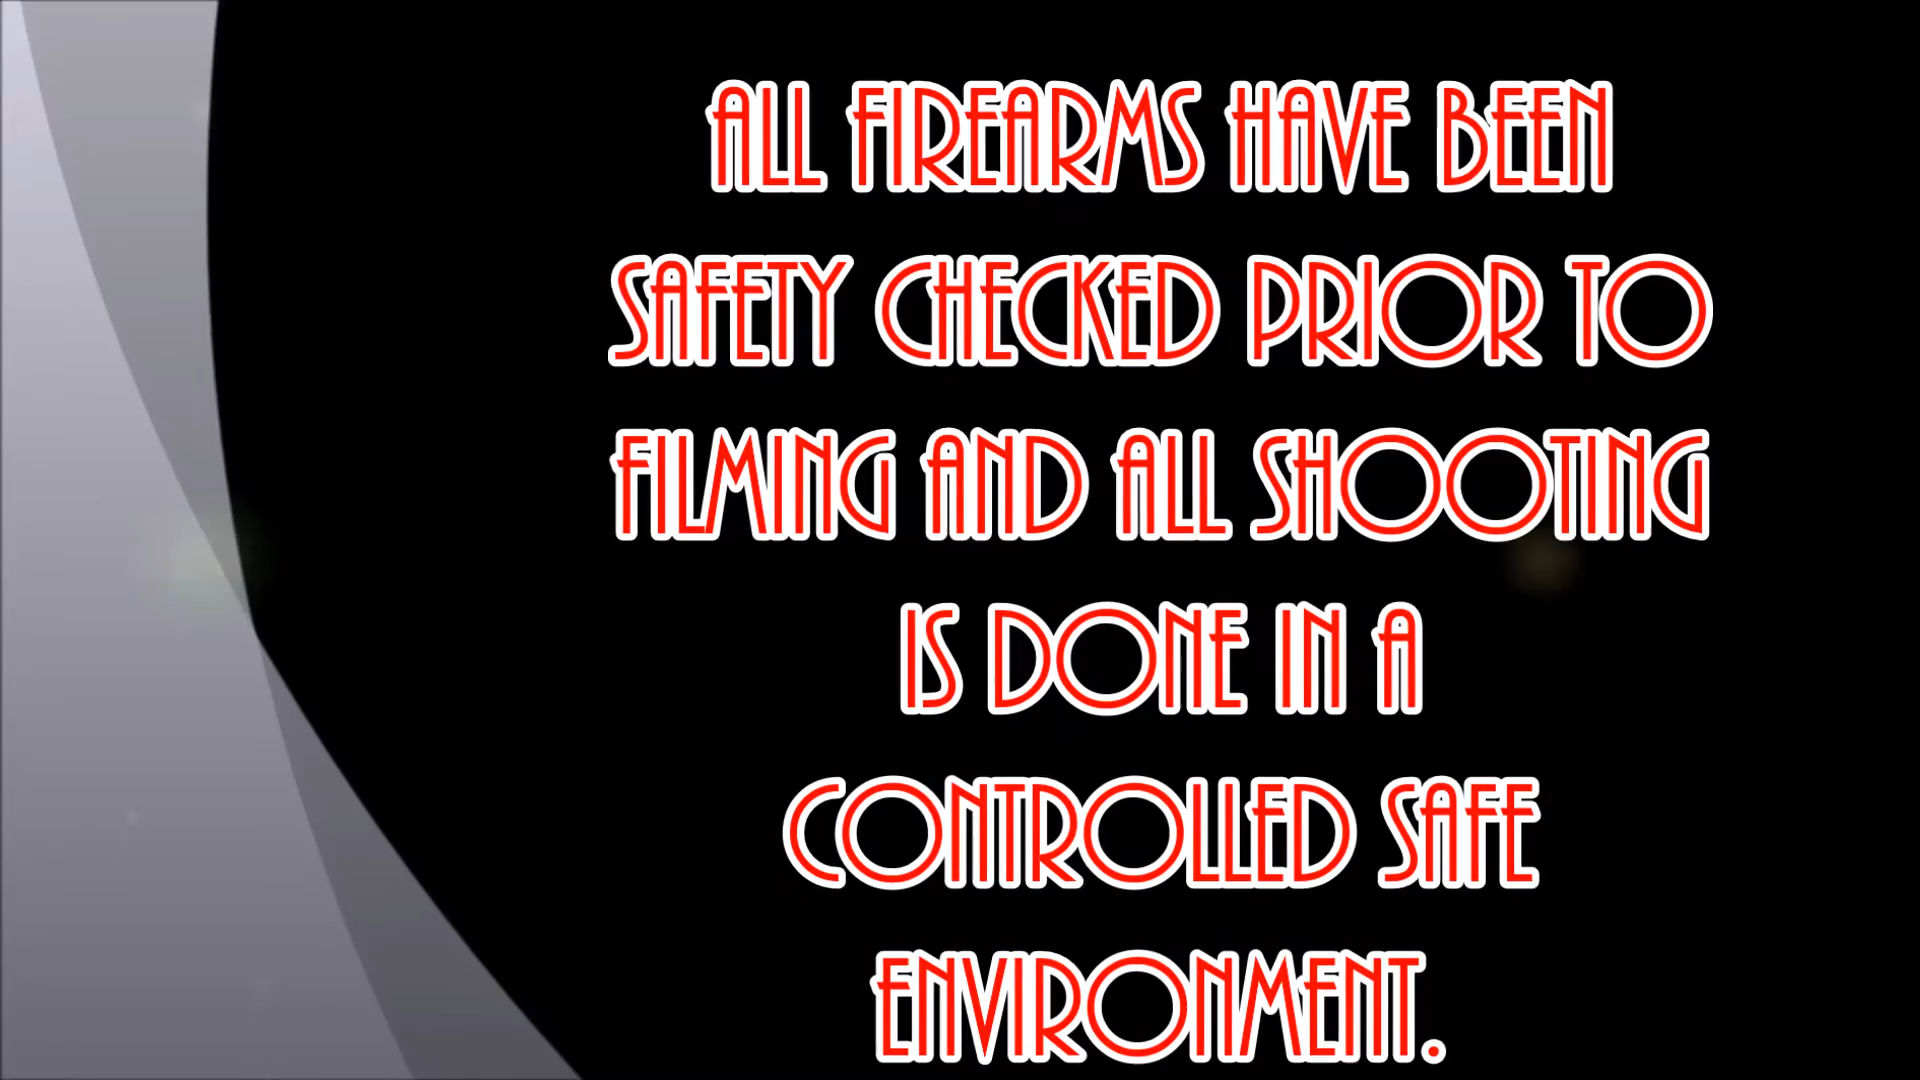 ALL FIREARMS HAVE BEEN
SAFETY CHECKED PRIOR TO
FILMING AND ALL SHOOTING
IS DONE IN A
CONTROLLED SAFE
ENVIRONMENT.